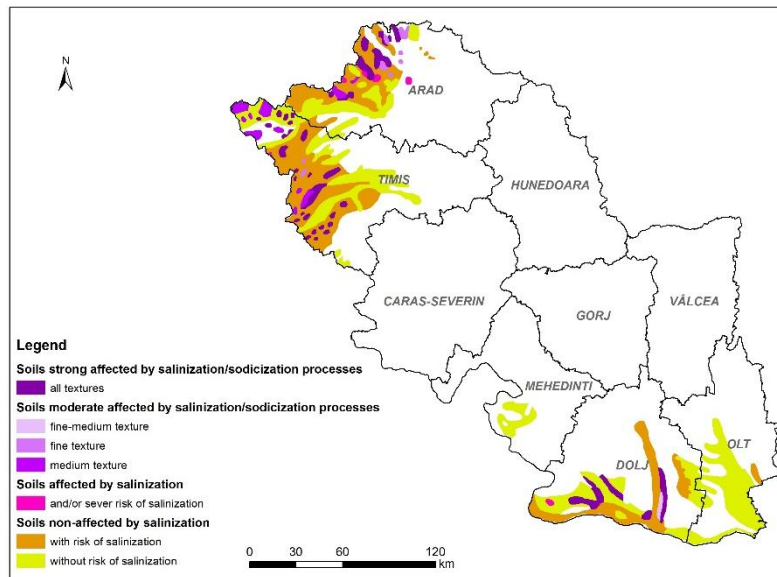 N
ARAD
TIMIS
HUNEDOARA
CARAS-SEVERIN
GORJ
VÂLCEA
MEHEDINTI
DOLJ
OLT
Legend
Soils strong affected by salinization/sodicization processes
all textures
Soils moderate affected by salinization/sodicization processes
fine-medium texture
fine texture
medium texture
Soils affected by salinization
and/or sever risk of salinization
Soils non-affected by salinization
with risk of salinization
without risk of salinization
0 30 60 120
km